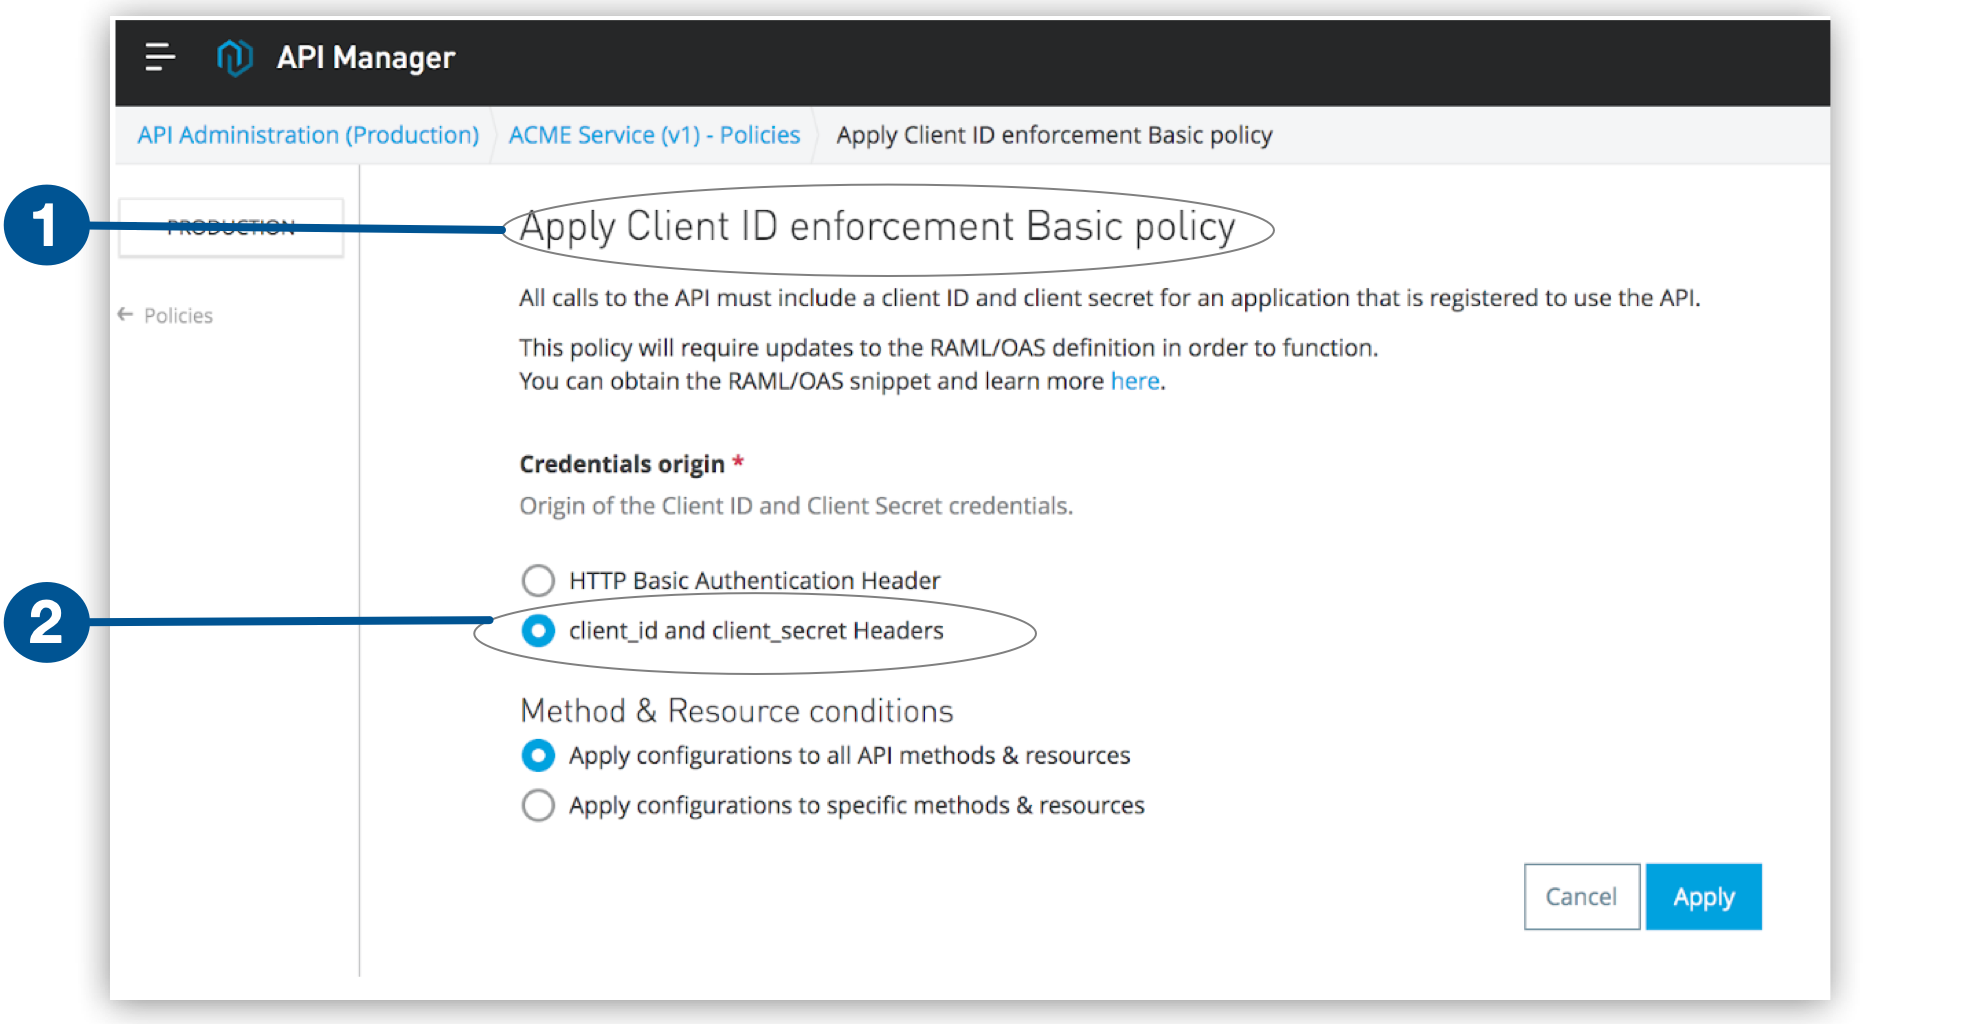 API Manager
API Administration (Production) ACME Service (v1) - Policies Apply Client ID enforcement Basic policy
1
PRODUCTION
Apply Client ID enforcement Basic policy
All calls to the API must include a client ID and client secret for an application that is registered to use the API.
← Policies
This policy will require updates to the RAML/OAS definition in order to function.
You can obtain the RAML/OAS snippet and learn more here.
Credentials origin *
Origin of the Client ID and Client Secret credentials.
HTTP Basic Authentication Header
2
client_id and client_secret Headers
Method & Resource conditions
Apply configurations to all API methods & resources
Apply configurations to specific methods & resources
Cancel Apply